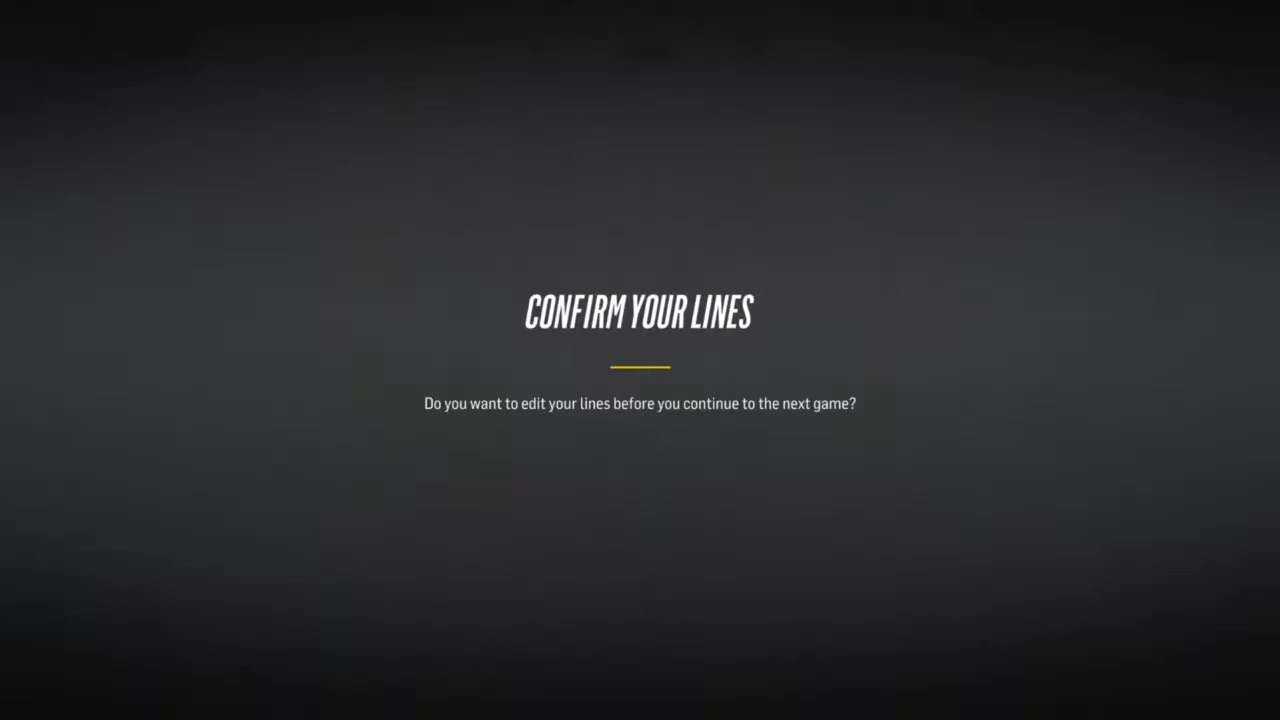 CONFIRM YOUR LINES
Do you want to edit your lines before you continue to the next game?